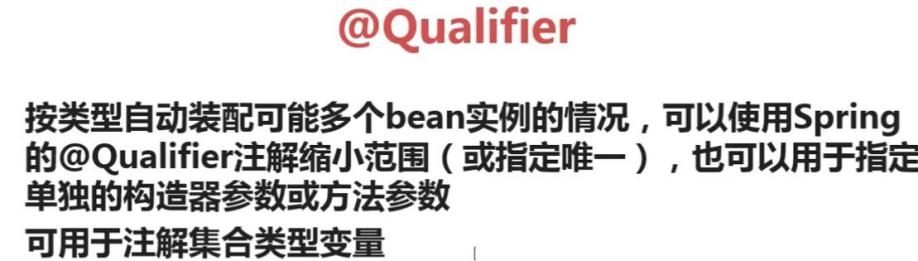 @Qualifier
按类型自动装配可能多个bean实例的情况，可以使用Spring
的@Qualifier注解缩小范围（或指定唯一），也可以用于指定
单独的构造器参数或方法参数
可用于注解集合类型变量